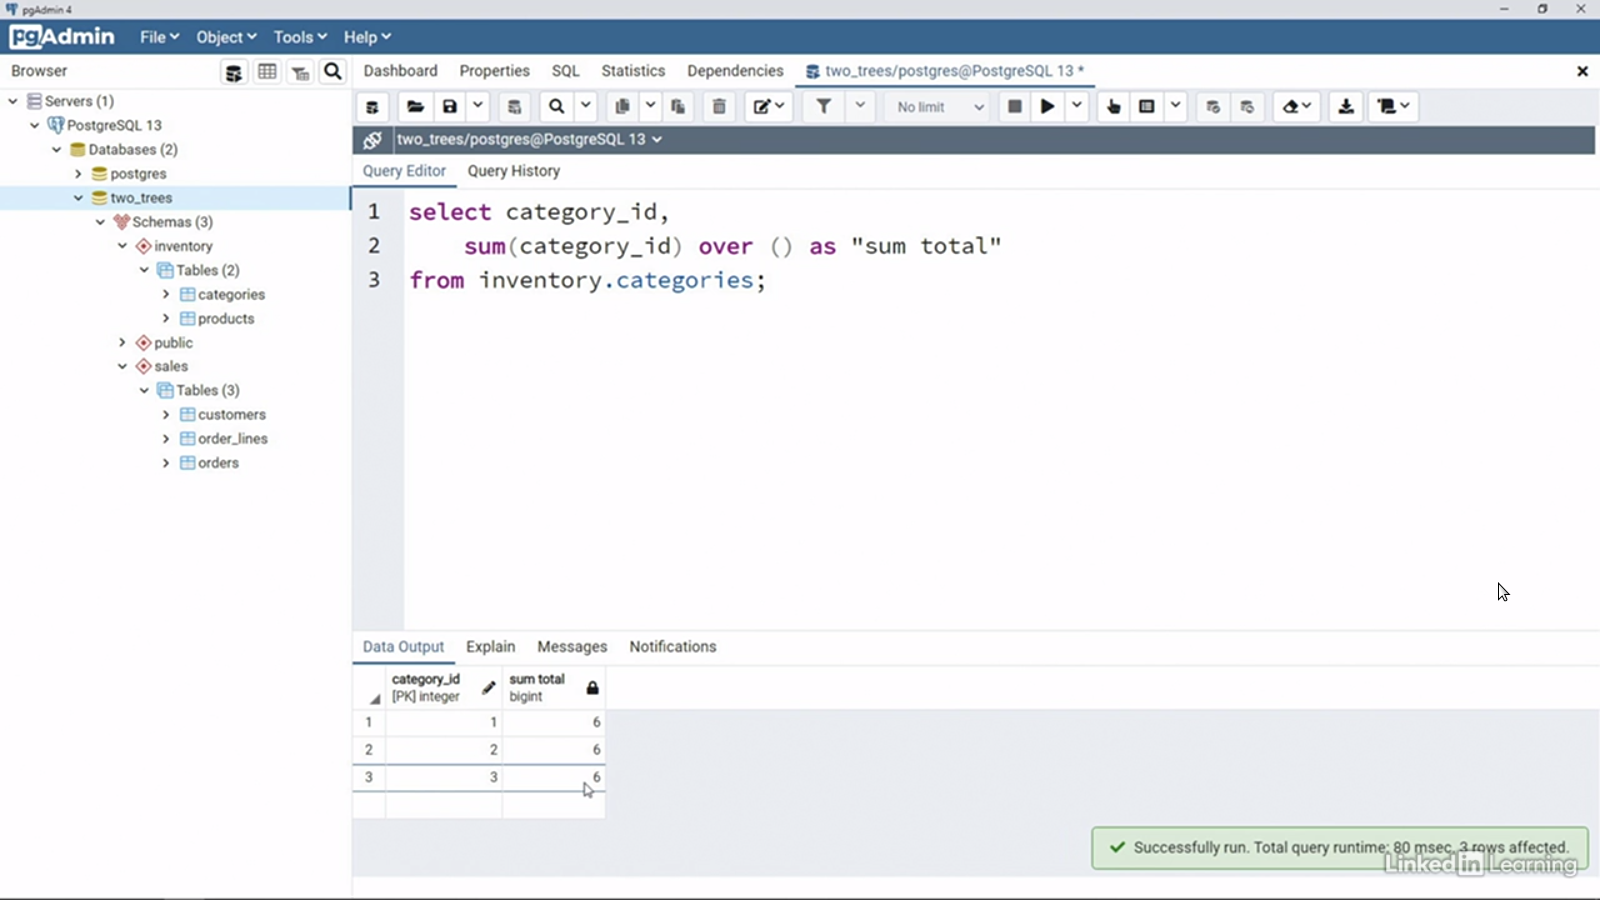 pgAdmin 4
pgAdmin File Object Tools Help
Browser
Dashboard Properties SQL Statistics Dependencies two_trees/postgres@PostgreSQL 13 *
No limit
two_trees/postgres@PostgreSQL 13
Servers (1)
PostgreSQL 13
Databases (2)
postgres
two_trees
Schemas (3)
inventory
Tables (2)
categories
products
public
sales
Tables (3)
customers
order_lines
orders
Query Editor Query History
1 select category_id,
2 sum(category_id) over () as "sum total"
3 from inventory.categories;
Data Output Explain Messages Notifications
category_id sum total
[PK] integer bigint
1 1 6
2 2 6
3 3 6
Successfully run. Total query runtime: 80 msec. 3 rows affected.
Linked in Learning